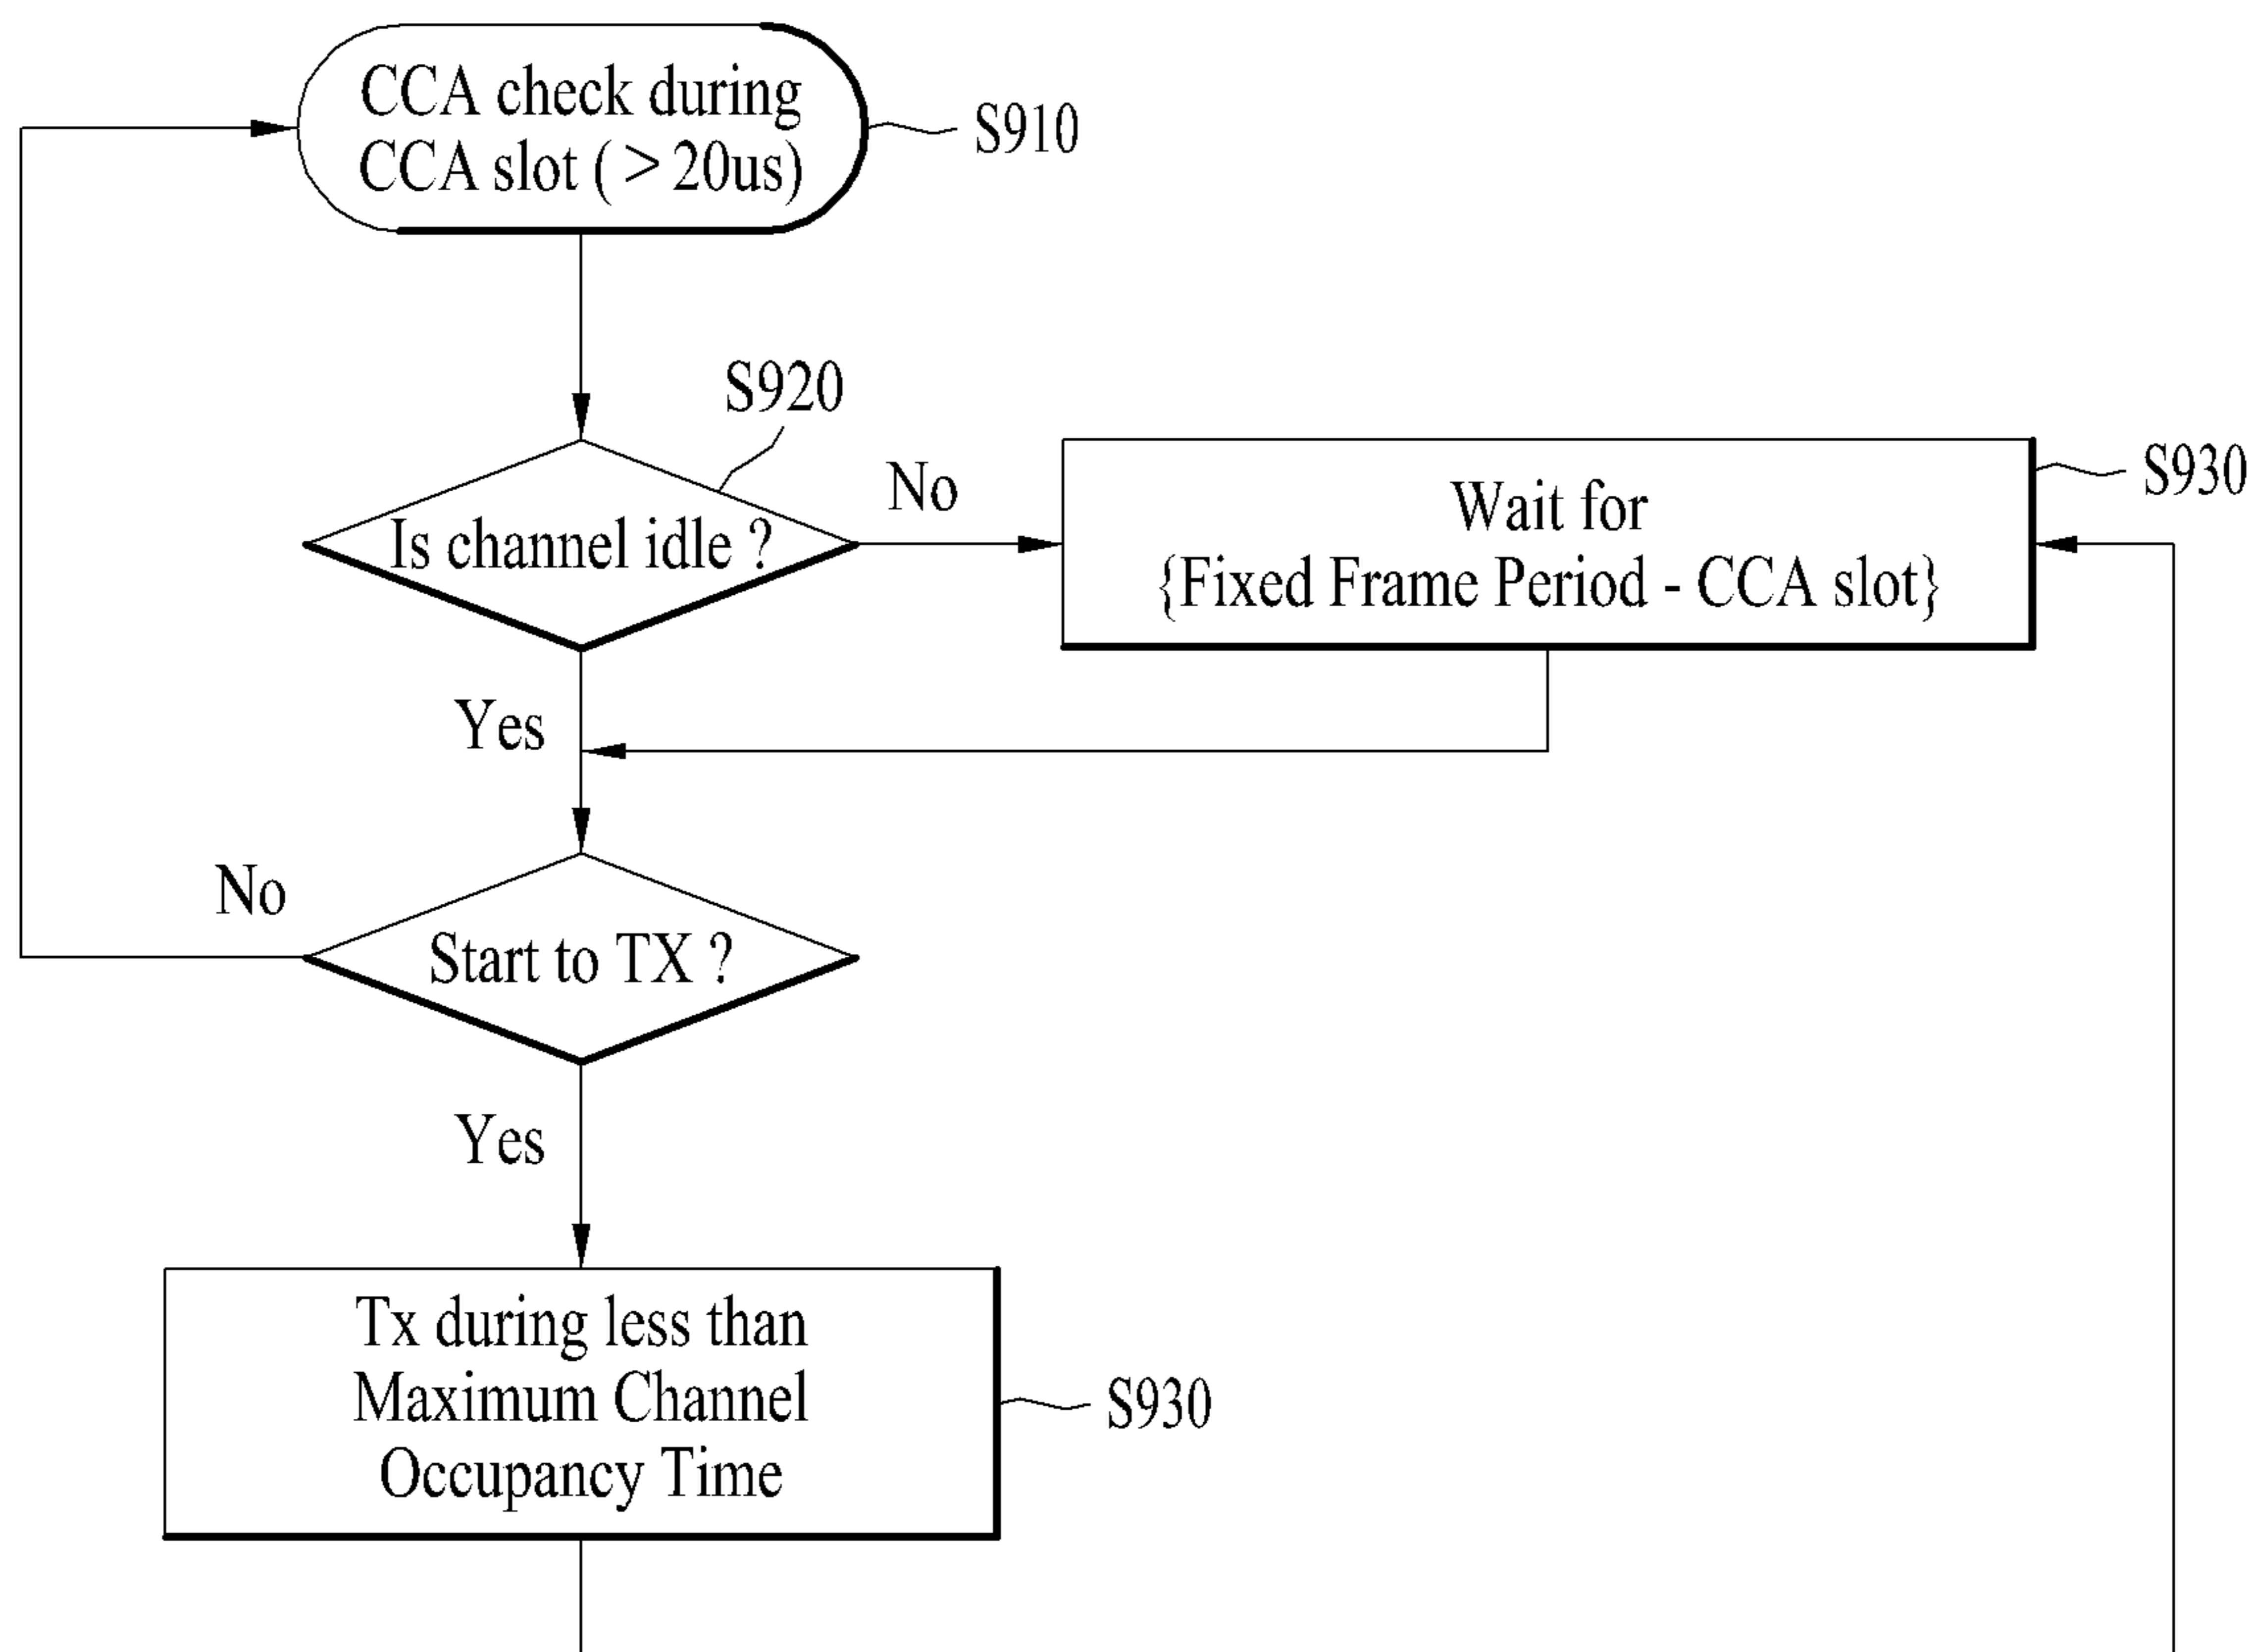 CCA check during
CCA slot ( > 20us)
S910
S920
Is channel idle ?
No
Wait for
{Fixed Frame Period - CCA slot}
S930
Yes
No
Start to TX ?
Yes
Tx during less than
Maximum Channel
Occupancy Time
S930